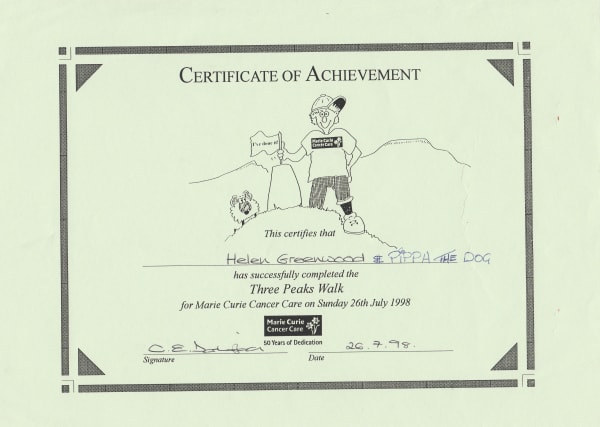 CERTIFICATE OF ACHIEVEMENT
I've done it!
Marie Curie
Cancer Care
This certifies that
Helen Greenwood & PIPPA THE DOG
has successfully completed the
Three Peaks Walk
for Marie Curie Cancer Care on Sunday 26th July 1998
Marie Curie
Cancer Care
50 Years of Dedication
C. E. 26.7.98.
Signature Date